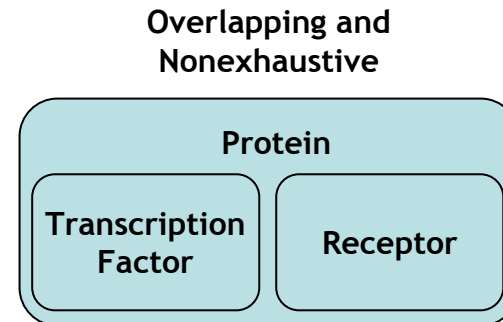 Overlapping and
Nonexhaustive
Protein
Transcription
Factor
Receptor